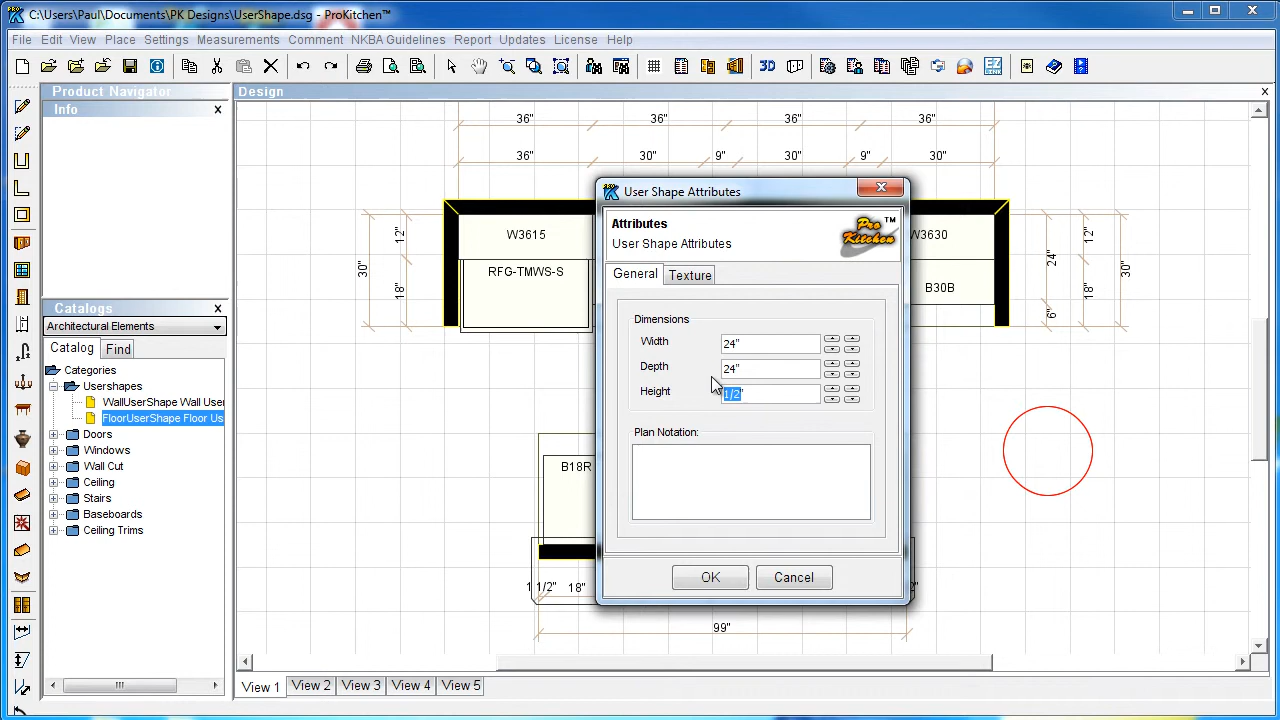 C:\Users\Paul\Documents\PK Designs\UserShape.dsg - ProKitchen™
File Edit View Place Settings Measurements Comment NKBA Guidelines Report Updates License Help
3D EZ
Product Navigator
Info
Design
Catalogs
Architectural Elements
Catalog Find
Categories
Usershapes
WallUserShape Wall User
FloorUserShape Floor Us
Doors
Windows
Wall Cut
Ceiling
Stairs
Baseboards
Ceiling Trims
36" 36" 36" 36"
36" 30" 9" 30" 9" 30"
30" 12" 18"
W3615
RFG-TMWS-S
W3630
B30B
24" 6" 12" 18" 30"
B18R
1 1/2" 18"
99"
User Shape Attributes
Attributes
User Shape Attributes
Pro Kitchen™
General Texture
Dimensions
Width 24"
Depth 24"
Height 1/2"
Plan Notation:
OK Cancel
View 1 View 2 View 3 View 4 View 5